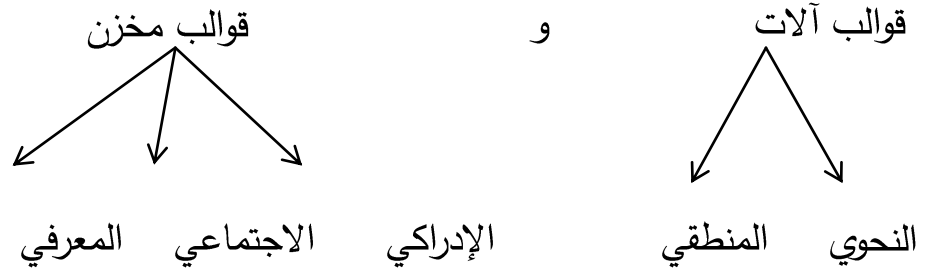 قوالب آلات و قوالب مخزن
النحوي المنطقي الإدراكي الاجتماعي المعرفي